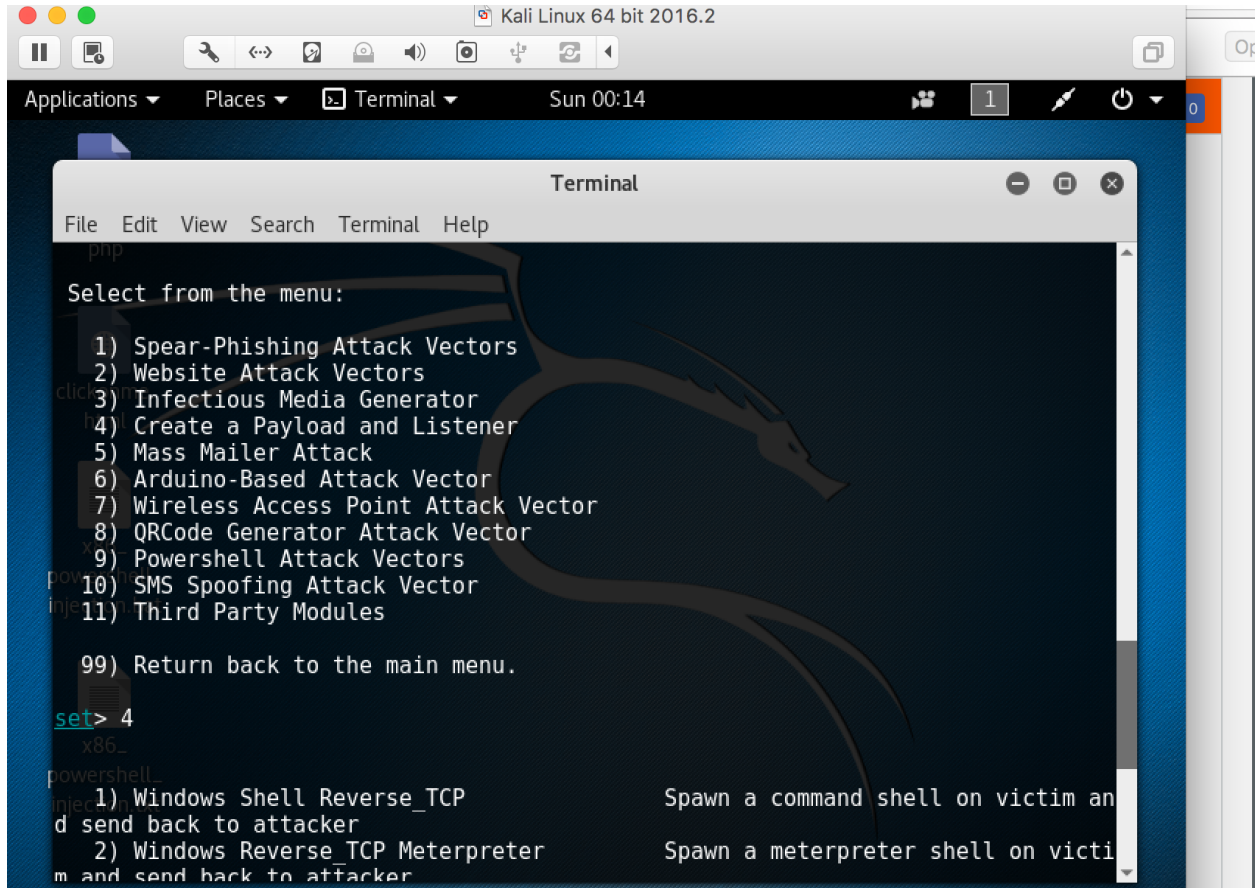 Kali Linux 64 bit 2016.2
Op
Applications Places Terminal Sun 00:14 1
0
Terminal
File Edit View Search Terminal Help
php
Select from the menu:
1) Spear-Phishing Attack Vectors
2) Website Attack Vectors
3) Infectious Media Generator
4) Create a Payload and Listener
5) Mass Mailer Attack
6) Arduino-Based Attack Vector
7) Wireless Access Point Attack Vector
8) QRCode Generator Attack Vector
9) Powershell Attack Vectors
10) SMS Spoofing Attack Vector
11) Third Party Modules
99) Return back to the main menu.
set> 4
x86_
powershell_
1) Windows Shell Reverse_TCP Spawn a command shell on victim an
d send back to attacker
2) Windows Reverse_TCP Meterpreter Spawn a meterpreter shell on victi
m and send back to attacker